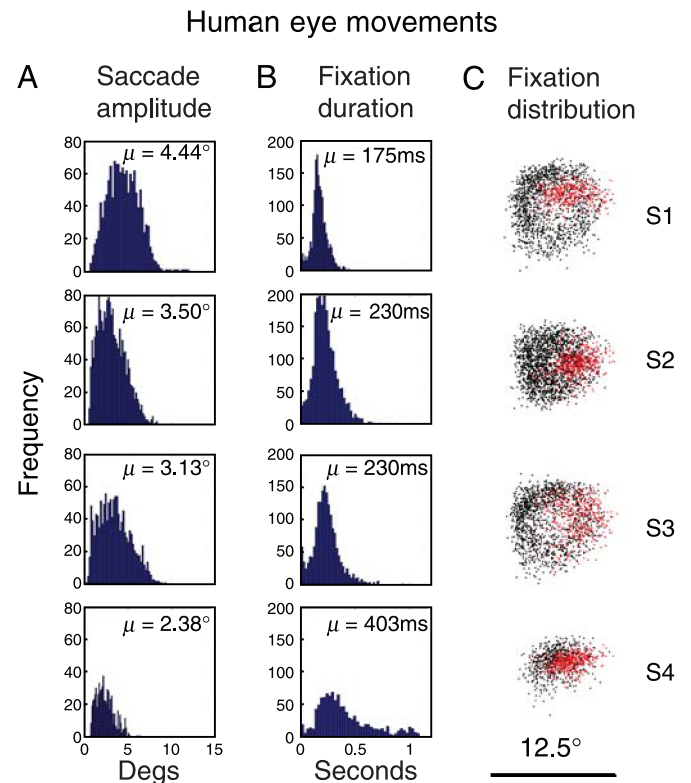 Human eye movements
A Saccade amplitude
B Fixation duration
C Fixation distribution
Frequency
80
60
40
20
0
μ = 4.44°
200
150
100
50
0
μ = 175ms
S1
80
60
40
20
0
μ = 3.50°
200
150
100
50
0
μ = 230ms
S2
80
60
40
20
0
μ = 3.13°
200
150
100
50
0
μ = 230ms
S3
80
60
40
20
0
μ = 2.38°
200
150
100
50
0
μ = 403ms
S4
0 5 10 15
Degs
0 0.5 1
Seconds
12.5°